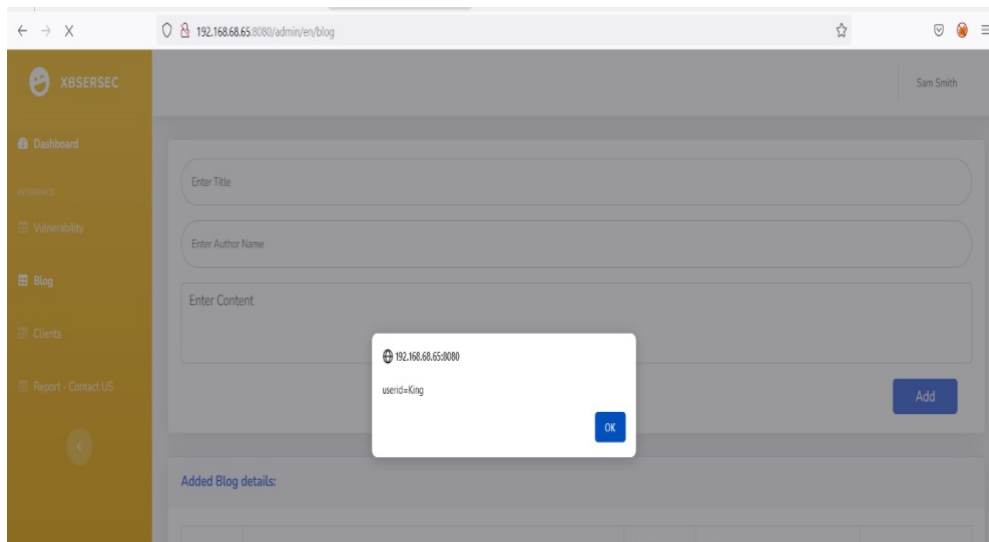 192.168.68.65:8080/admin/en/blog
XBSERSEC
Sam Smith
Dashboard
INTERFACE
Vulnerability
Blog
Clients
Report - Contact US
Enter Title
Enter Author Name
Enter Content
192.168.68.65:8080
userid=King
OK
Add
Added Blog details: